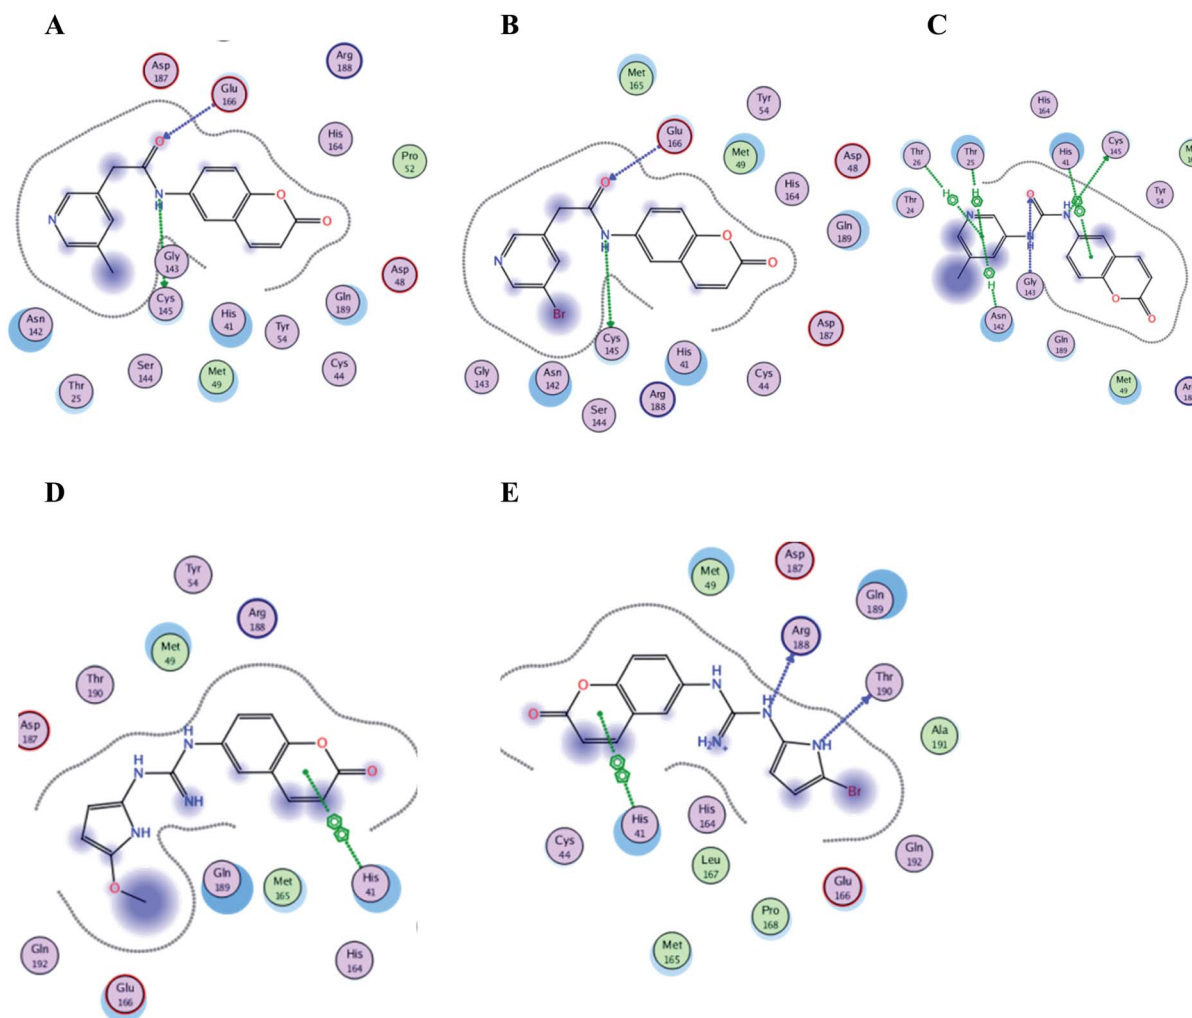 A
B
C
Asp
187
Glu
166
Arg
188
His
164
Pro
52
O
N
H
N
O
O
Gly
143
Cys
145
Asp
48
Asn
142
His
41
Gln
189
Tyr
54
Ser
144
Met
49
Cys
44
Thr
25
Met
165
Tyr
54
Glu
166
Met
49
Asp
48
His
164
Gln
189
O
N
H
N
O
O
Br
Cys
145
Asp
187
Gly
143
Asn
142
His
41
Cys
44
Arg
188
Ser
144
His
164
Thr
26
Thr
25
His
41
Cys
145
Thr
24
Tyr
54
H
H
O
N
NH
N
H
H
O
O
Gly
143
Asn
142
Gln
189
Met
49
D
E
Tyr
54
Arg
188
Met
49
Thr
190
Asp
187
N
H
H
N
NH
NH
O
O
O
Gln
189
Met
165
His
41
Gln
192
His
164
Glu
166
Met
49
Asp
187
Gln
189
Arg
188
Thr
190
Ala
191
O
O
H
N
H
N
H₂N+
NH
Br
His
41
His
164
Cys
44
Leu
167
Gln
192
Glu
166
Pro
168
Met
165